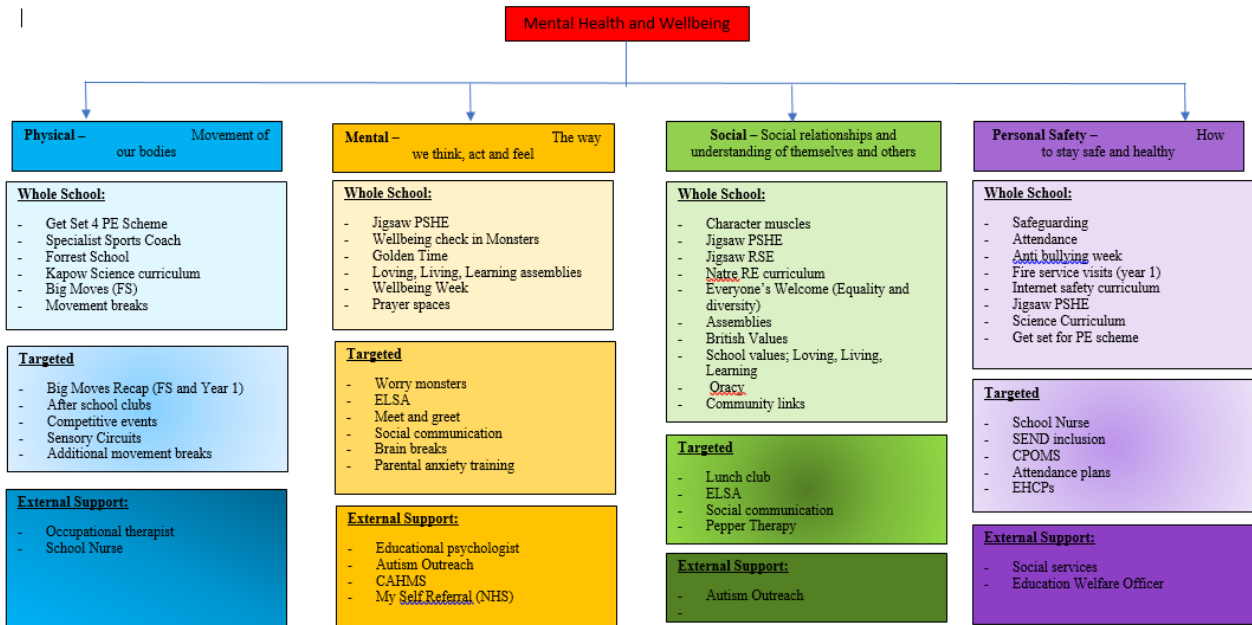 Mental Health and Wellbeing
Physical – Movement of
our bodies
Whole School:
- Get Set 4 PE Scheme
- Specialist Sports Coach
- Forrest School
- Kapow Science curriculum
- Big Moves (FS)
- Movement breaks
Targeted
- Big Moves Recap (FS and Year 1)
- After school clubs
- Competitive events
- Sensory Circuits
- Additional movement breaks
External Support:
- Occupational therapist
- School Nurse
Mental – The way
we think, act and feel
Whole School:
- Jigsaw PSHE
- Wellbeing check in Monsters
- Golden Time
- Loving, Living, Learning assemblies
- Wellbeing Week
- Prayer spaces
Targeted
- Worry monsters
- ELSA
- Meet and greet
- Social communication
- Brain breaks
- Parental anxiety training
External Support:
- Educational psychologist
- Autism Outreach
- CAHMS
- My Self Referral (NHS)
Social – Social relationships and
understanding of themselves and others
Whole School:
- Character muscles
- Jigsaw PSHE
- Jigsaw RSE
- Natre RE curriculum
- Everyone's Welcome (Equality and
diversity)
- Assemblies
- British Values
- School values; Loving, Living,
Learning
- Oracy
- Community links
Targeted
- Lunch club
- ELSA
- Social communication
- Pepper Therapy
External Support:
- Autism Outreach
-
Personal Safety – How
to stay safe and healthy
Whole School:
- Safeguarding
- Attendance
- Anti bullying week
- Fire service visits (year 1)
- Internet safety curriculum
- Jigsaw PSHE
- Science Curriculum
- Get set for PE scheme
Targeted
- School Nurse
- SEND inclusion
- CPOMS
- Attendance plans
- EHCPs
External Support:
- Social services
- Education Welfare Officer